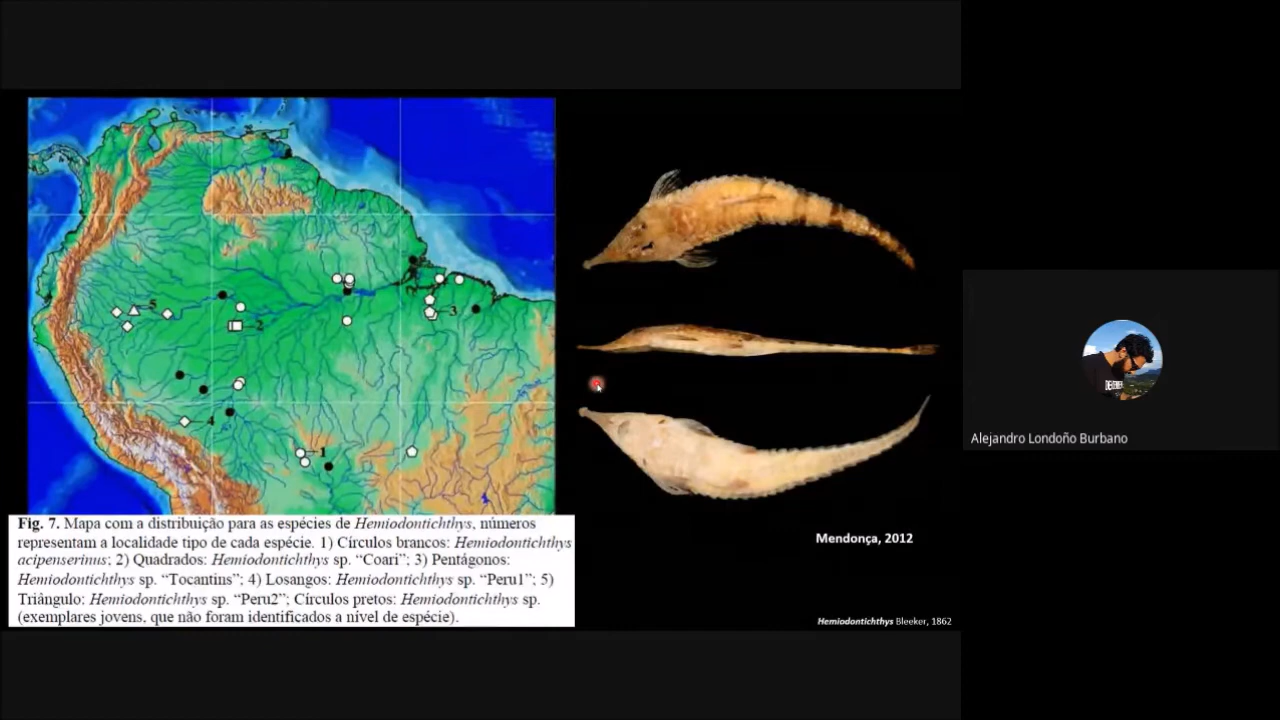 5
3
2
4
1
Fig. 7. Mapa com a distribuição para as espécies de Hemiodontichthys, números
representam a localidade tipo de cada espécie. 1) Círculos brancos: Hemiodontichthys
acipenserinus; 2) Quadrados: Hemiodontichthys sp. “Coari”; 3) Pentágonos:
Hemiodontichthys sp. “Tocantins”; 4) Losangos: Hemiodontichthys sp. “Peru1”; 5)
Triângulo: Hemiodontichthys sp. “Peru2”; Círculos pretos: Hemiodontichthys sp.
(exemplares jovens, que não foram identificados a nível de espécie).
Mendonça, 2012
Hemiodontichthys Bleeker, 1862
Alejandro Londoño Burbano